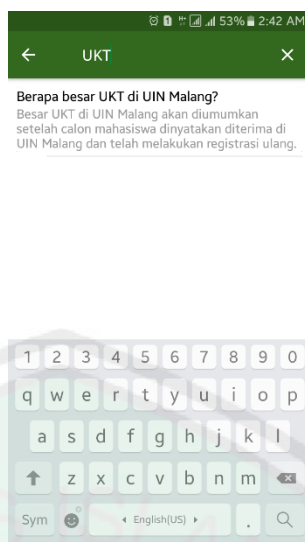 53% 2:42 AM
UKT
Berapa besar UKT di UIN Malang?
Besar UKT di UIN Malang akan diumumkan
setelah calon mahasiswa dinyatakan diterima di
UIN Malang dan telah melakukan registrasi ulang.
1 2 3 4 5 6 7 8 9 0
q w e r t y u i o p
a s d f g h j k l
z x c v b n m
Sym English(US) .